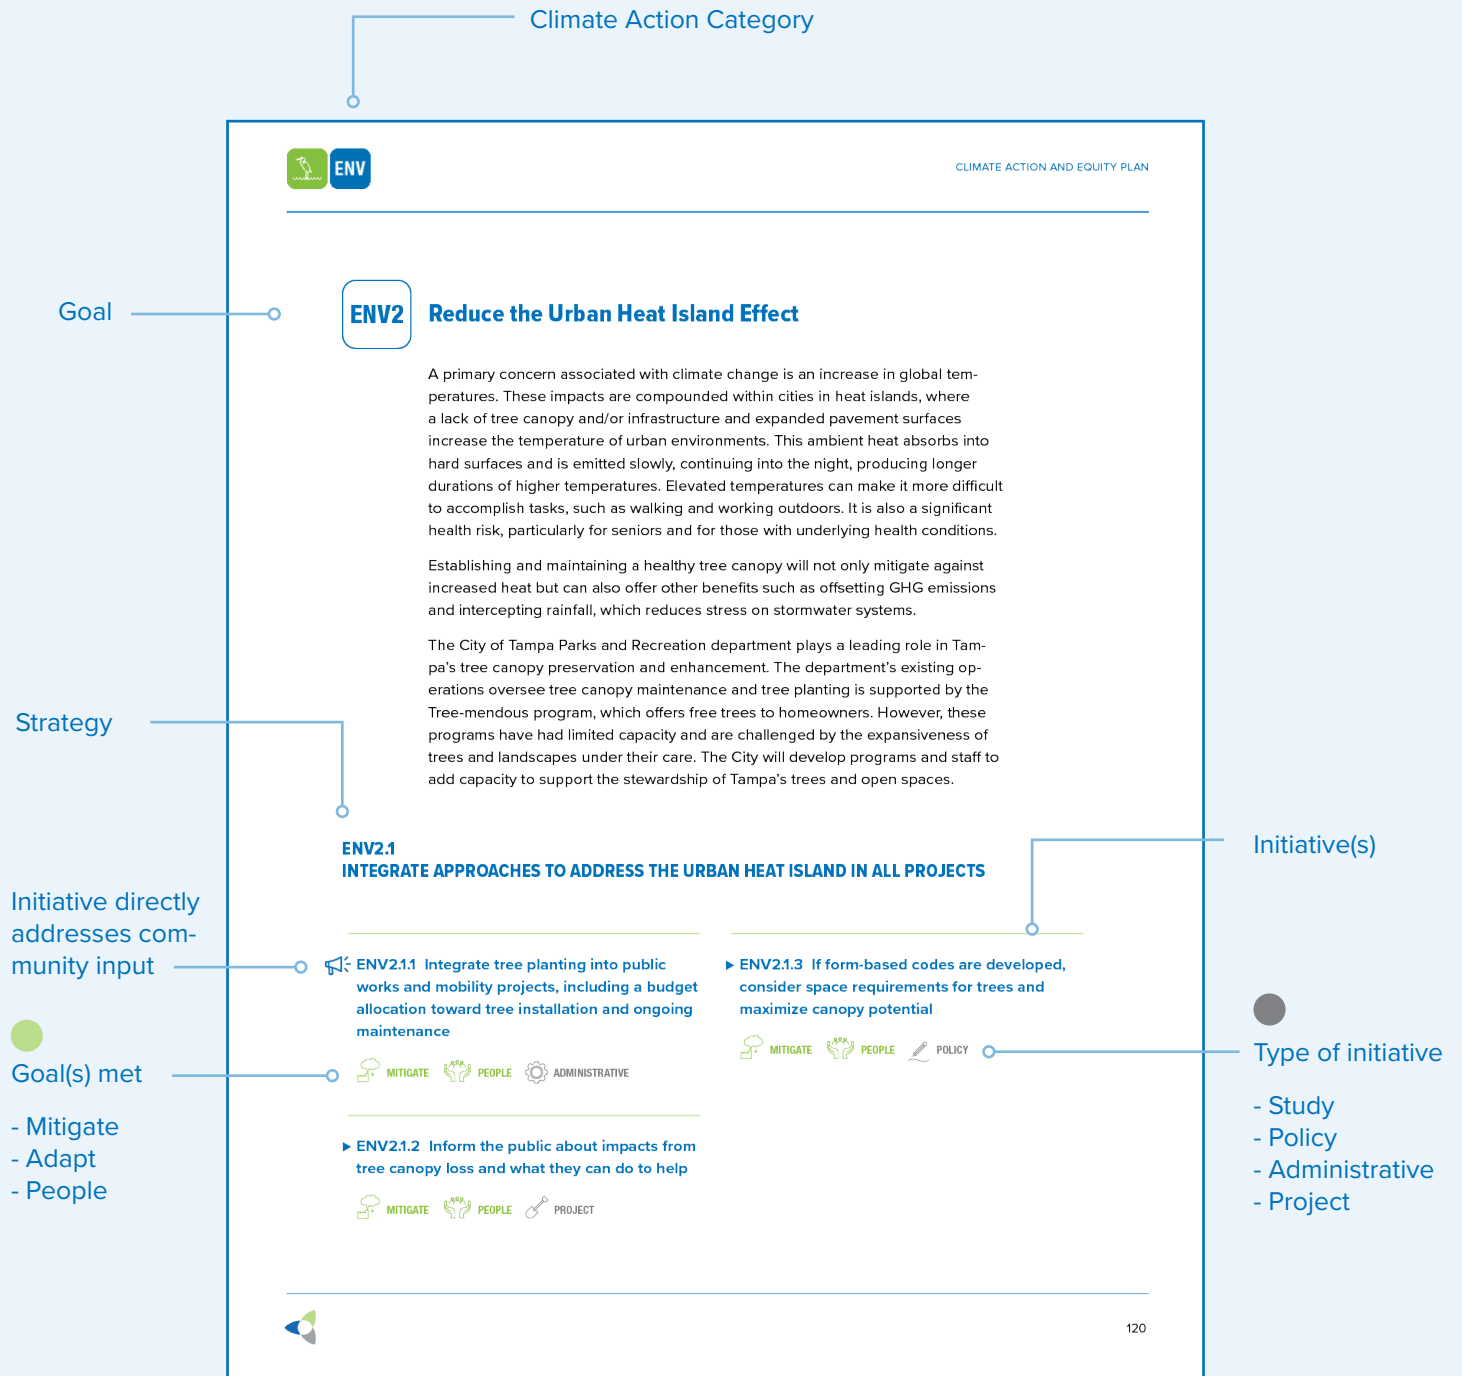 Climate Action Category
ENV
CLIMATE ACTION AND EQUITY PLAN
Goal
ENV2
Reduce the Urban Heat Island Effect
A primary concern associated with climate change is an increase in global tem-
peratures. These impacts are compounded within cities in heat islands, where
a lack of tree canopy and/or infrastructure and expanded pavement surfaces
increase the temperature of urban environments. This ambient heat absorbs into
hard surfaces and is emitted slowly, continuing into the night, producing longer
durations of higher temperatures. Elevated temperatures can make it more difficult
to accomplish tasks, such as walking and working outdoors. It is also a significant
health risk, particularly for seniors and for those with underlying health conditions.
Establishing and maintaining a healthy tree canopy will not only mitigate against
increased heat but can also offer other benefits such as offsetting GHG emissions
and intercepting rainfall, which reduces stress on stormwater systems.
The City of Tampa Parks and Recreation department plays a leading role in Tam-
pa's tree canopy preservation and enhancement. The department's existing op-
erations oversee tree canopy maintenance and tree planting is supported by the
Tree-mendous program, which offers free trees to homeowners. However, these
programs have had limited capacity and are challenged by the expansiveness of
trees and landscapes under their care. The City will develop programs and staff to
add capacity to support the stewardship of Tampa's trees and open spaces.
Strategy
ENV2.1
INTEGRATE APPROACHES TO ADDRESS THE URBAN HEAT ISLAND IN ALL PROJECTS
Initiative(s)
Initiative directly
addresses com-
munity input
ENV2.1.1 Integrate tree planting into public
works and mobility projects, including a budget
allocation toward tree installation and ongoing
maintenance
MITIGATE PEOPLE ADMINISTRATIVE
ENV2.1.3 If form-based codes are developed,
consider space requirements for trees and
maximize canopy potential
MITIGATE PEOPLE POLICY
Goal(s) met
- Mitigate
- Adapt
- People
Type of initiative
- Study
- Policy
- Administrative
- Project
ENV2.1.2 Inform the public about impacts from
tree canopy loss and what they can do to help
MITIGATE PEOPLE PROJECT
120